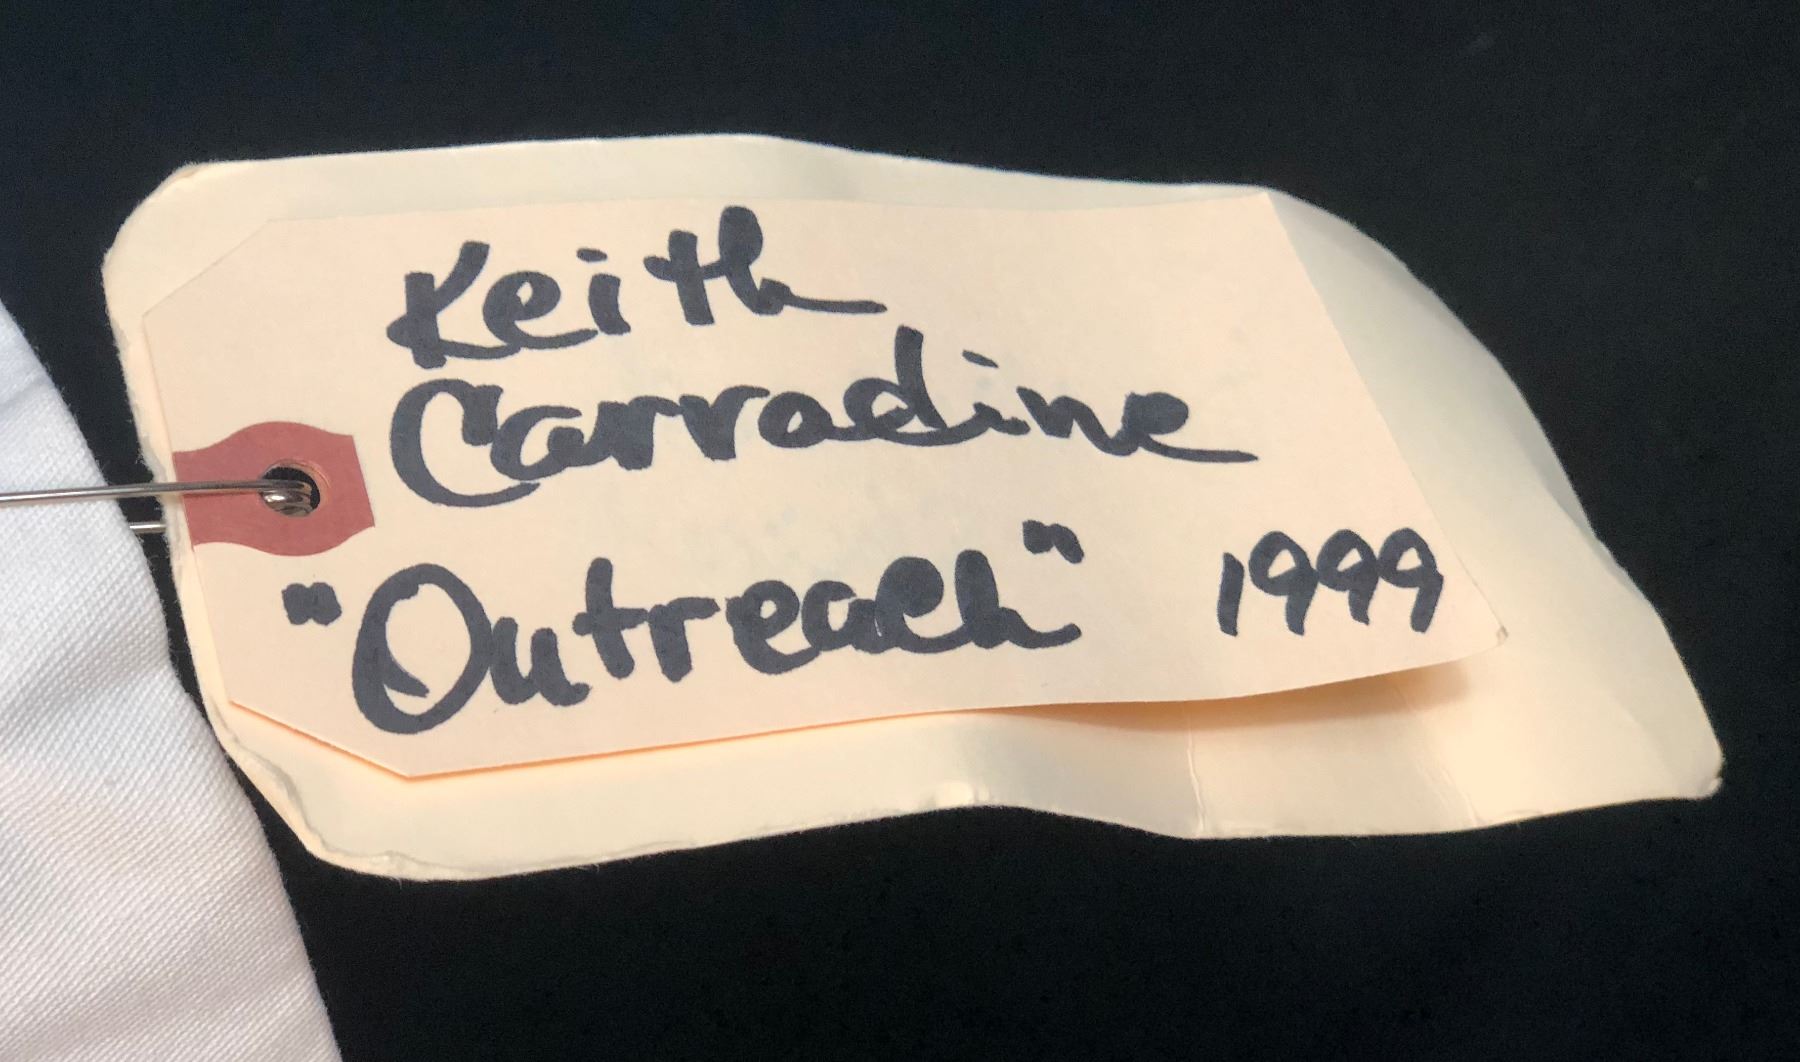 Keith
Carradine
"Outreach" 1999